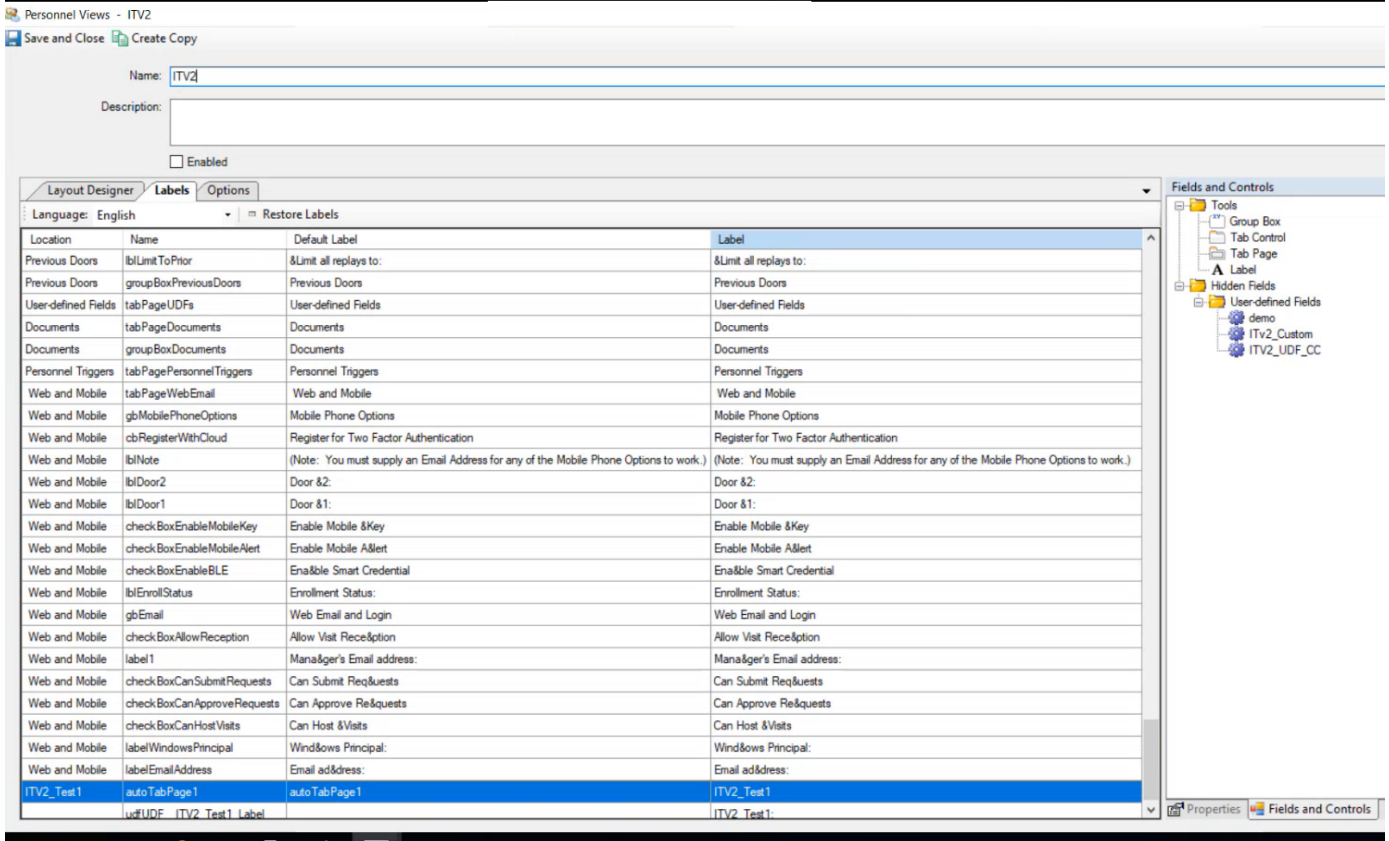 Personnel Views - ITV2
Save and Close Create Copy
Name: ITV2
Description:
Enabled
Layout Designer Labels Options
Language: English Restore Labels
Location Name Default Label Label
Previous Doors lblLimitToPrior &Limit all replays to: &Limit all replays to:
Previous Doors groupBoxPreviousDoors Previous Doors Previous Doors
User-defined Fields tabPageUDFs User-defined Fields User-defined Fields
Documents tabPageDocuments Documents Documents
Documents groupBoxDocuments Documents Documents
Personnel Triggers tabPagePersonnelTriggers Personnel Triggers Personnel Triggers
Web and Mobile tabPageWebEmail Web and Mobile Web and Mobile
Web and Mobile gbMobilePhoneOptions Mobile Phone Options Mobile Phone Options
Web and Mobile cbRegisterWithCloud Register for Two Factor Authentication Register for Two Factor Authentication
Web and Mobile lblNote (Note: You must supply an Email Address for any of the Mobile Phone Options to work.) (Note: You must supply an Email Address for any of the Mobile Phone Options to work.)
Web and Mobile lblDoor2 Door &2: Door &2:
Web and Mobile lblDoor1 Door &1: Door &1:
Web and Mobile checkBoxEnableMobileKey Enable Mobile &Key Enable Mobile &Key
Web and Mobile checkBoxEnableMobileAlert Enable Mobile A&lert Enable Mobile A&lert
Web and Mobile checkBoxEnableBLE Ena&ble Smart Credential Ena&ble Smart Credential
Web and Mobile lblEnrollStatus Enrollment Status: Enrollment Status:
Web and Mobile gbEmail Web Email and Login Web Email and Login
Web and Mobile checkBoxAllowReception Allow Visit Rece&ption Allow Visit Rece&ption
Web and Mobile label1 Mana&ger's Email address: Mana&ger's Email address:
Web and Mobile checkBoxCanSubmitRequests Can Submit Req&uests Can Submit Req&uests
Web and Mobile checkBoxCanApproveRequests Can Approve Re&quests Can Approve Re&quests
Web and Mobile checkBoxCanHostVisits Can Host &Visits Can Host &Visits
Web and Mobile labelWindowsPrincipal Wind&ows Principal: Wind&ows Principal:
Web and Mobile labelEmailAddress Email ad&dress: Email ad&dress:
ITV2_Test1 autoTabPage1 autoTabPage1 ITV2_Test1
udfUDF__ITV2_Test1_Label ITV2_Test1:
Fields and Controls
Tools
Group Box
Tab Control
Tab Page
A Label
Hidden Fields
User-defined Fields
demo
ITv2_Custom
ITV2_UDF_CC
Properties Fields and Controls